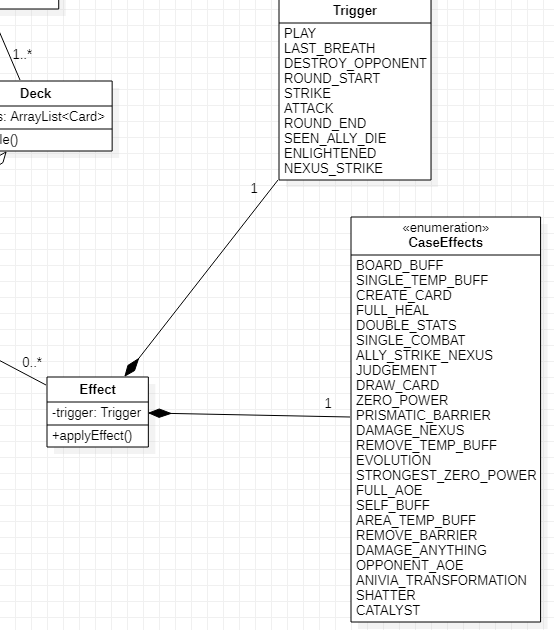 Trigger
PLAY
LAST_BREATH
DESTROY_OPPONENT
ROUND_START
STRIKE
ATTACK
ROUND_END
SEEN_ALLY_DIE
ENLIGHTENED
NEXUS_STRIKE
1..*
Deck
s: ArrayList<Card>
le()
1
«enumeration»
CaseEffects
BOARD_BUFF
SINGLE_TEMP_BUFF
CREATE_CARD
FULL_HEAL
DOUBLE_STATS
SINGLE_COMBAT
ALLY_STRIKE_NEXUS
JUDGEMENT
DRAW_CARD
ZERO_POWER
PRISMATIC_BARRIER
DAMAGE_NEXUS
REMOVE_TEMP_BUFF
EVOLUTION
STRONGEST_ZERO_POWER
FULL_AOE
SELF_BUFF
AREA_TEMP_BUFF
REMOVE_BARRIER
DAMAGE_ANYTHING
OPPONENT_AOE
ANIVIA_TRANSFORMATION
SHATTER
CATALYST
0..*
Effect
-trigger: Trigger
+applyEffect()
1